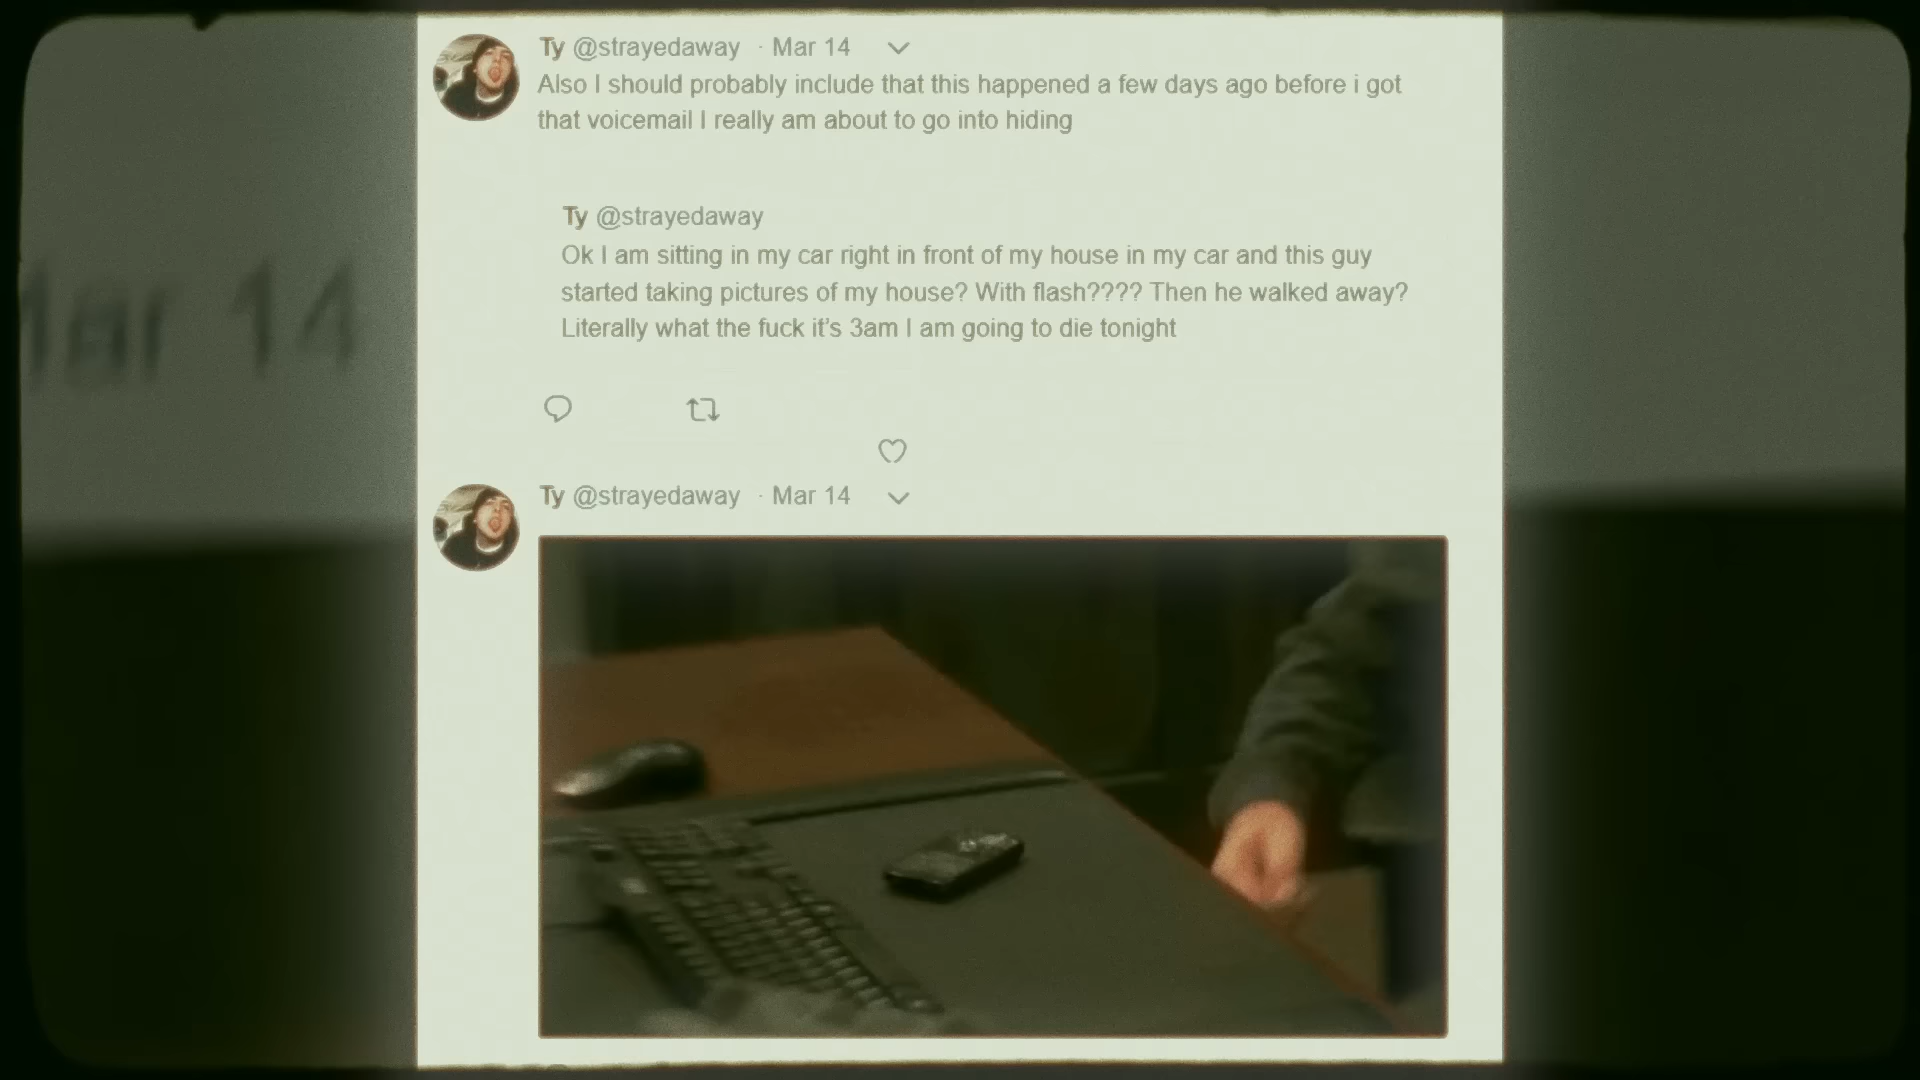 Ty @strayedaway · Mar 14
Also I should probably include that this happened a few days ago before i got
that voicemail I really am about to go into hiding
Ty @strayedaway
Ok I am sitting in my car right in front of my house in my car and this guy
started taking pictures of my house? With flash???? Then he walked away?
Literally what the fuck it's 3am I am going to die tonight
Mar 14
Ty @strayedaway · Mar 14